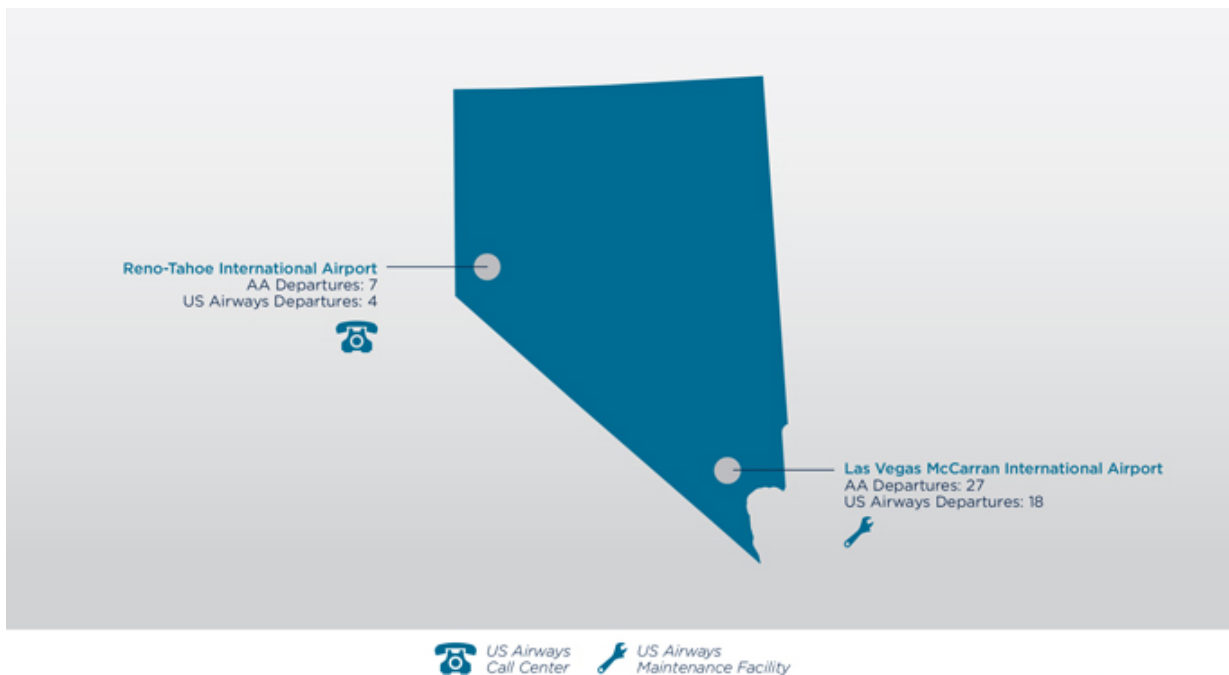 Reno-Tahoe International Airport
AA Departures: 7
US Airways Departures: 4
Las Vegas McCarran International Airport
AA Departures: 27
US Airways Departures: 18
US Airways
Call Center
US Airways
Maintenance Facility